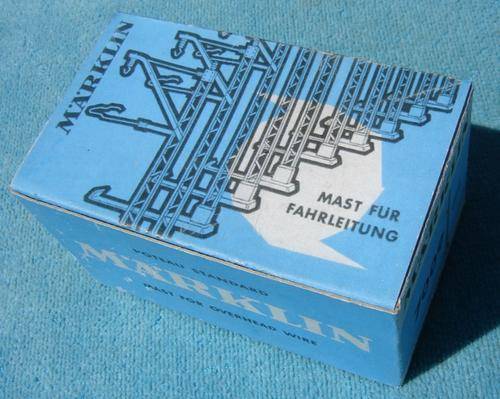 MÄRKLIN
MAST FÜR
FAHRLEITUNG
POTEAU STANDARD
MÄRKLIN
MAST FOR OVERHEAD WIRE